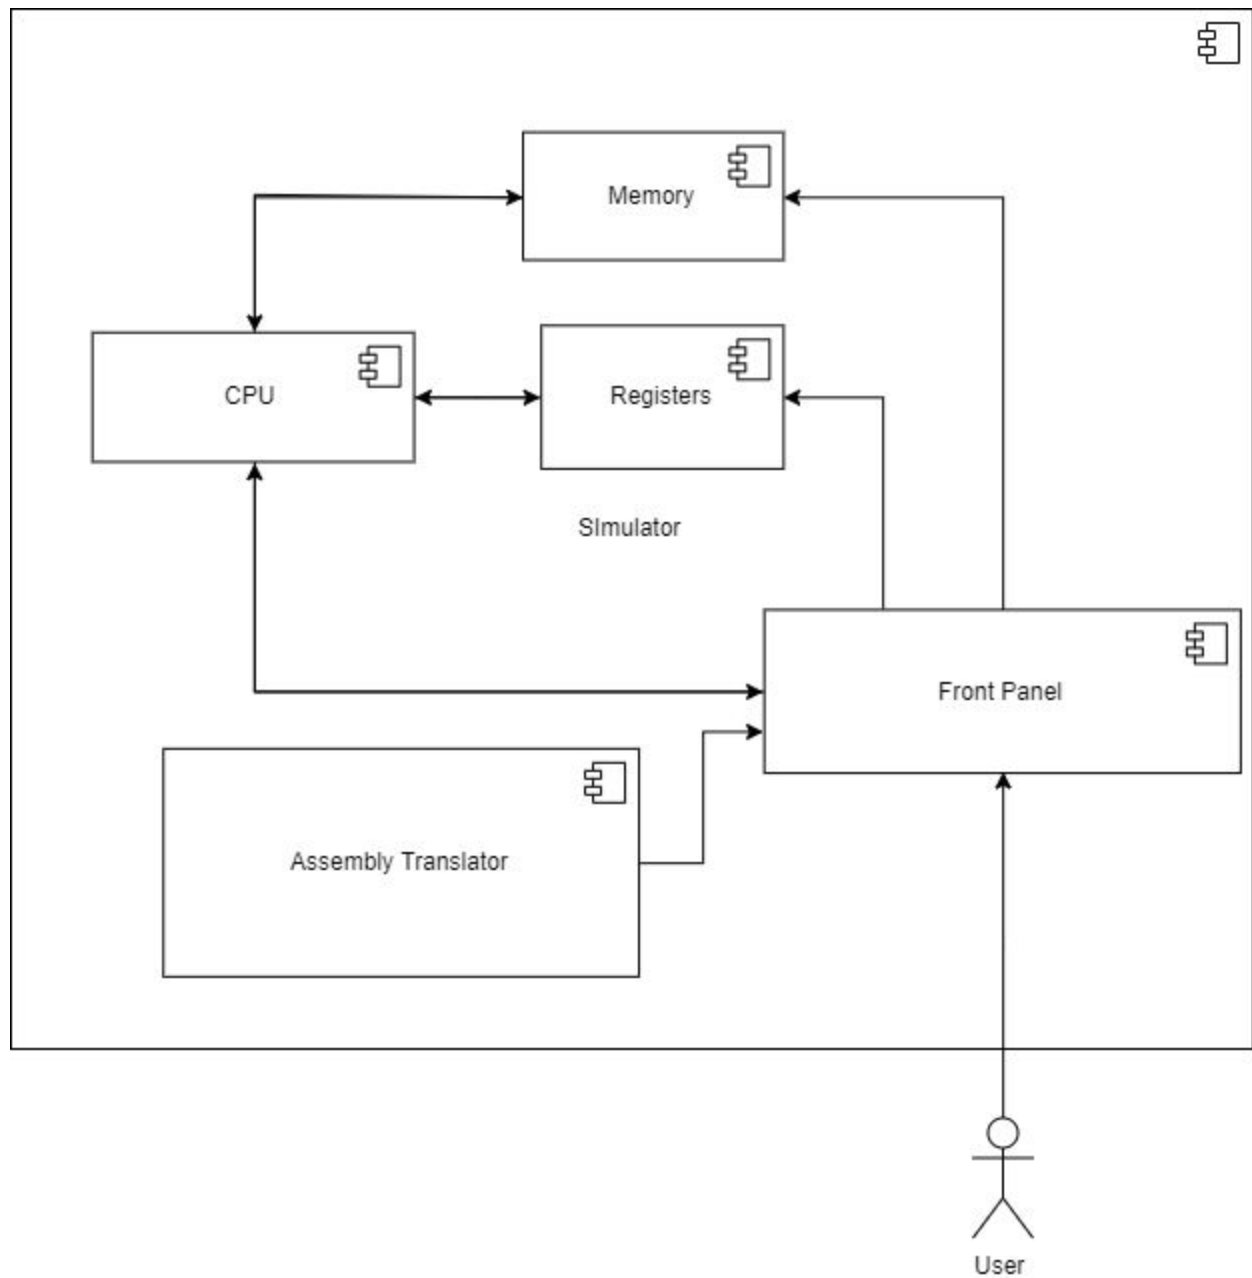 Memory
CPU
Registers
SImulator
Front Panel
Assembly Translator
User